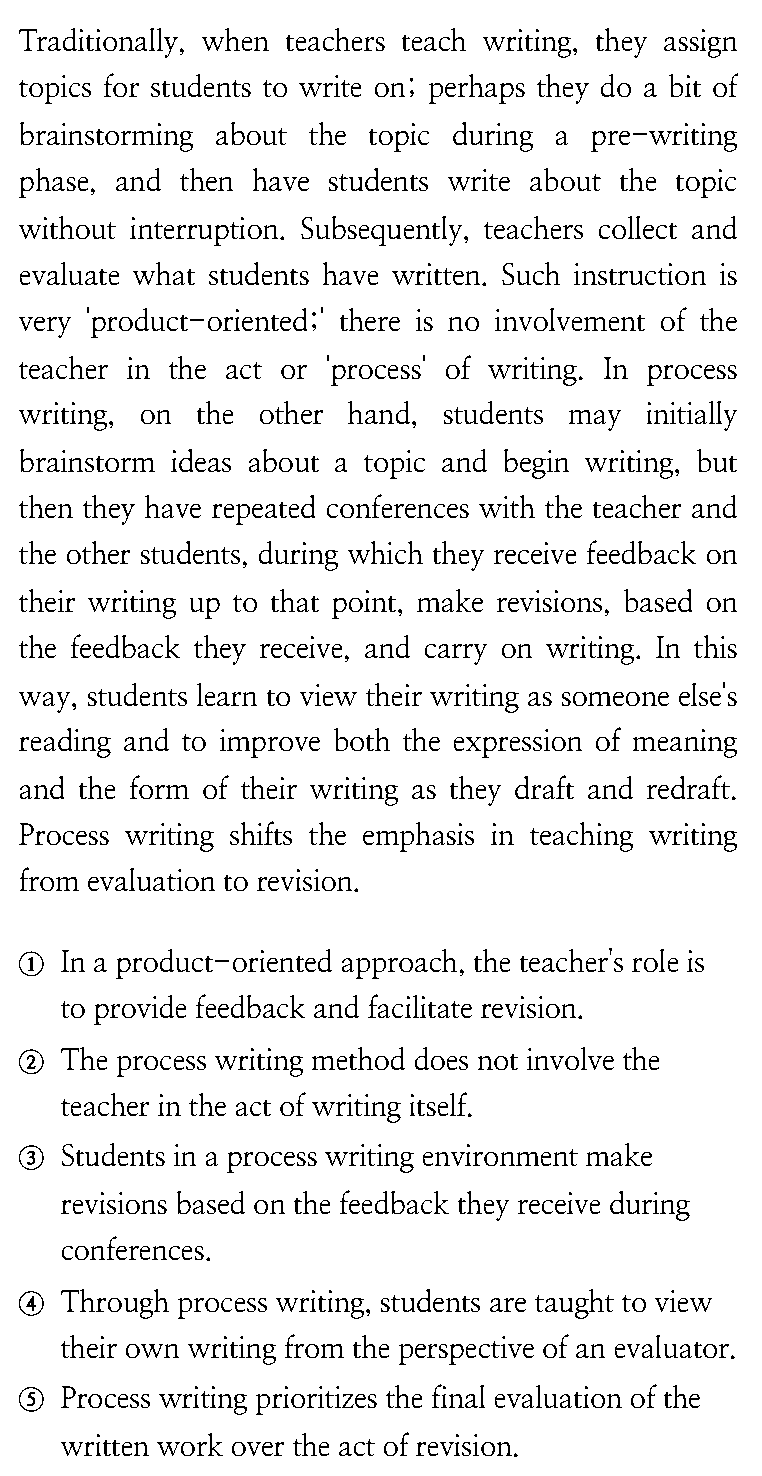 Traditionally, when teachers teach writing, they assign
topics for students to write on; perhaps they do a bit of
brainstorming about the topic during a pre-writing
phase, and then have students write about the topic
without interruption. Subsequently, teachers collect and
evaluate what students have written. Such instruction is
very 'product-oriented;' there is no involvement of the
teacher in the act or 'process' of writing. In process
writing, on the other hand, students may initially
brainstorm ideas about a topic and begin writing, but
then they have repeated conferences with the teacher and
the other students, during which they receive feedback on
their writing up to that point, make revisions, based on
the feedback they receive, and carry on writing. In this
way, students learn to view their writing as someone else's
reading and to improve both the expression of meaning
and the form of their writing as they draft and redraft.
Process writing shifts the emphasis in teaching writing
from evaluation to revision.
① In a product-oriented approach, the teacher's role is
to provide feedback and facilitate revision.
② The process writing method does not involve the
teacher in the act of writing itself.
③ Students in a process writing environment make
revisions based on the feedback they receive during
conferences.
④ Through process writing, students are taught to view
their own writing from the perspective of an evaluator.
⑤ Process writing prioritizes the final evaluation of the
written work over the act of revision.